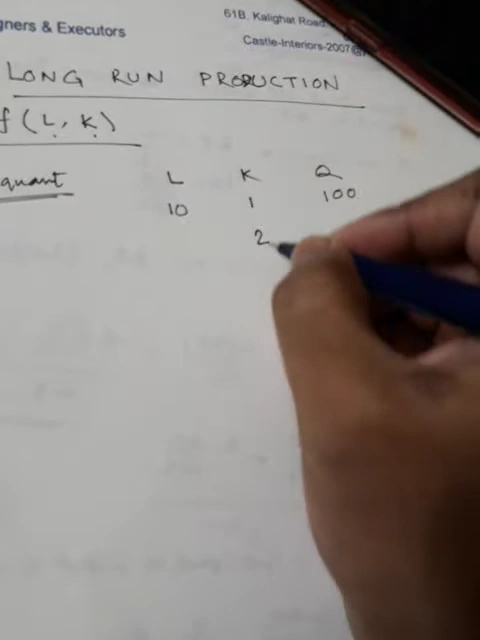 gners & Executors
61B, Kalighat Road
Castle-Interiors-2007@
LONG RUN PRODUCTION
f (L, K)
quant L K Q
10 1 100
2